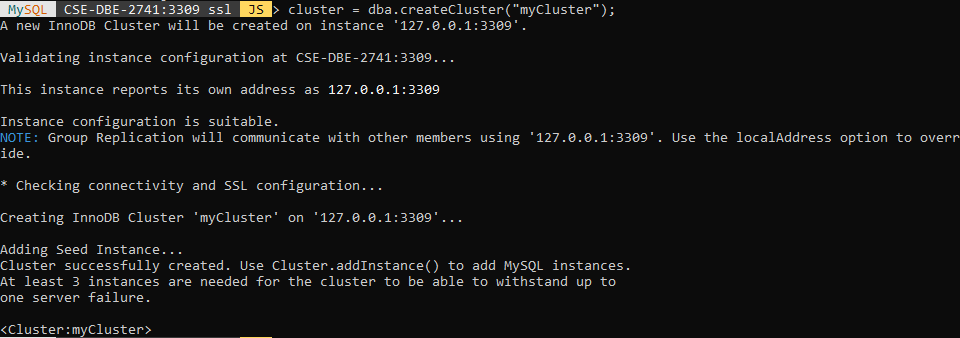 MySQL CSE-DBE-2741:3309 ssl JS > cluster = dba.createCluster("myCluster");
A new InnoDB Cluster will be created on instance '127.0.0.1:3309'.
Validating instance configuration at CSE-DBE-2741:3309...
This instance reports its own address as 127.0.0.1:3309
Instance configuration is suitable.
NOTE: Group Replication will communicate with other members using '127.0.0.1:3309'. Use the localAddress option to overr
ide.
* Checking connectivity and SSL configuration...
Creating InnoDB Cluster 'myCluster' on '127.0.0.1:3309'...
Adding Seed Instance...
Cluster successfully created. Use Cluster.addInstance() to add MySQL instances.
At least 3 instances are needed for the cluster to be able to withstand up to
one server failure.
<Cluster:myCluster>